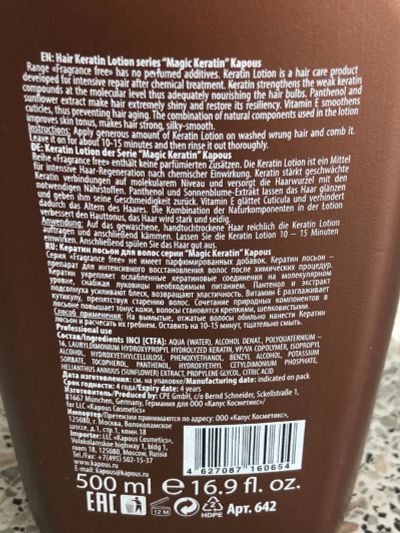 EN: Hair Keratin Lotion series "Magic Keratin" Kapous
Range «Fragrance free» has no perfumed additives. Keratin Lotion is a hair care product
developed for intensive repair after chemical treatment. Keratin strengthens the weak keratin
compounds at the molecular level thus adequately nourishing the hair bulbs. Panthenol and
sunflower extract make hair extremely shiny and restore its resiliency. Vitamin E smoothens
cuticles, thus preventing hair aging. The combination of natural components used in the lotion
improves skin tonus, makes hair strong, silky-smooth.
Instructions: Apply generous amount of Keratin Lotion on washed wrung hair and comb it.
Leave it on for about 10-15 minutes and then rinse it out thoroughly.
DE: Keratin Lotion der Serie "Magic Keratin" Kapous
Reihe «Fragrance free» enthält keine parfümierten Zusätzen. Die Keratin Lotion ist ein Mittel
für intensive Haar-Regeneration nach chemischer Einwirkung. Keratin stärkt geschwächte
Keratin verbindungen auf molekularem Niveau und versorgt die Haarwurzel mit den
notwendigen Nährstoffen. Panthenol und Sonnenblume-Extrakt lassen das Haar glänzen
und geben ihm seine Geschmeidigkeit zurück. Vitamin E glättet Cuticula und verhindert
dadurch das Altern des Haares. Die Kombination der Naturkomponenten in der Lotion
verbessert den Hauttonus, das Haar wird stark und seidig.
Anwendung: Auf das gewaschene, handtuchtrockene Haar reichlich die Keratin Lotion
auftragen und anschließend kämmen. Lassen Sie die Keratin Lotion 10 – 15 Minuten
einwirken. Anschließend spülen Sie das Haar gut aus.
RU: Кератин лосьон для волос серии "Magic Keratin" Kapous
Серия «Fragrance free» не имеет парфюмированных добавок. Кератин лосьон —
препарат для интенсивного восстановления волос после химических процедур.
Кератин укрепляет ослабленные кератиновые соединения на молекулярном
уровне, снабжая луковицы необходимым питанием. Пантенол и экстракт
подсолнуха усиливают блеск, возвращают эластичность. Витамин Е разглаживает
кутикулу, препятствуя старению волос. Сочетание природных компонентов в
лосьоне повышает тонус кожи, волосы становятся крепкими, шелковистыми.
Способ применения: На вымытые, отжатые волосы обильно нанести Кератин
лосьон и расчесать их гребнем. Оставить на 10-15 минут, тщательно смыть.
Professional use
Состав/Ingredients: INCI [CTFA]: AQUA (WATER), ALCOHOL DENAT., POLYQUATERNIUM –
16, LAURYLDIMONIUM HYDROXYPROPYL HYDROLYZED KERATIN, VP/VA COPOLYMER, ISOPROPYL
ALCOHOL, HYDROXYETHYLCELLULOSE, PHENOXYETHANOL, BENZYL ALCOHOL, POTASSIUM
SORBATE, TOCOPHEROL, PANTHENOL, HYDROXYETHYL CETYLDIMONIUM PHOSPHATE,
HELIANTHUS ANNUUS (SUNFLOWER) EXTRACT, PROPYLENE GLYCOL, CITRIC ACID
Дата изготовления: см. на упаковке/Manufacturing date: indicated on pack
Срок годности: 4 года/Expiry date: 4 years
Изготовлен/Produced by: CPE GmbH, c/o Bernd Schneider, Sckellstraße 1,
81667 München, Germany, Германия для ООО «Капус Косметикс»/
for LLC «Kapous Cosmetics»
Претензии принимаются по адресу: ООО «Капус Косметикс»,
125080, г. Москва, Волоколамское
шоссе, д.1, стр.1, комн.18
Importer: LLC «Kapous Cosmetics»,
Volokolamskoe highway 1, bldg 1,
room 18, 125080, Moscow, Russia
Tel./Fax +7(495) 502-15-37
E-mail: kapous@kapous.ru
www.kapous.ru
4 627087 160654
500 ml ℮ 16.9 fl. oz.
EAC 12 M 2 HDPE Арт. 642